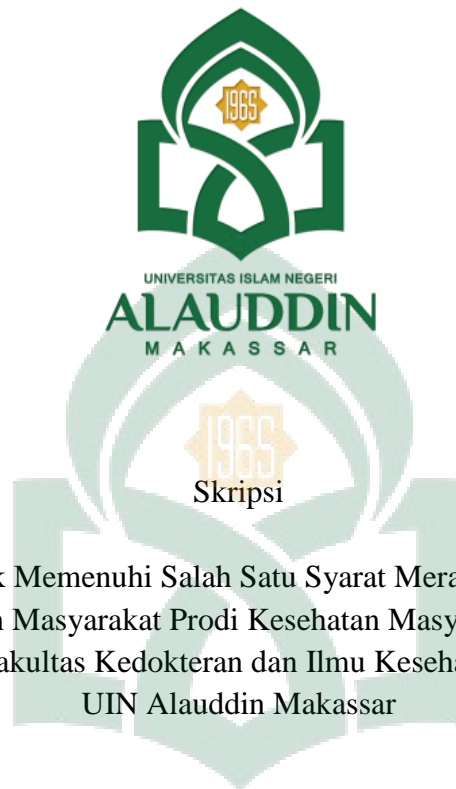 1965
UNIVERSITAS ISLAM NEGERI
ALAUDDIN
MAKASSAR
1965
Skripsi
Memenuhi Salah Satu Syarat
Masyarakat Prodi Kesehatan
Kedokteran dan Ilmu
UIN Alauddin Makassar